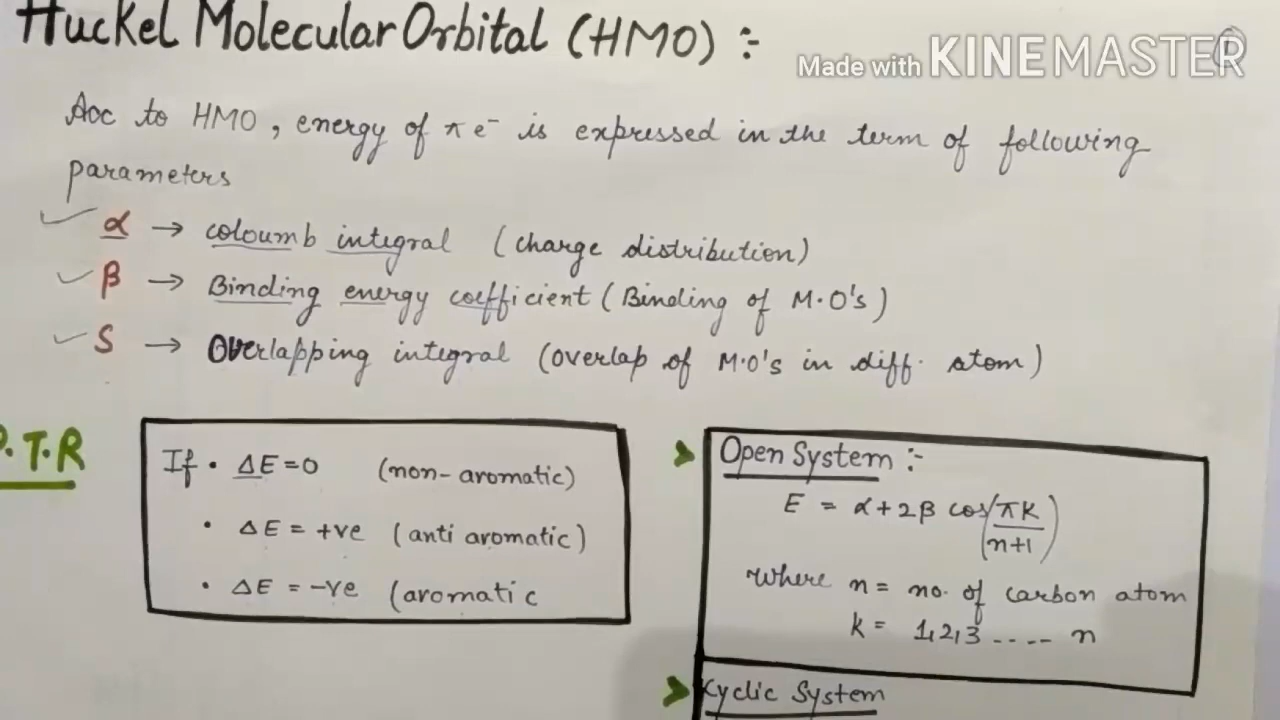 Huckel Molecular Orbital (HMO) :-
Made with KINEMASTER
Acc to HMO, energy of π e⁻ is expressed in the term of following
parameters
α → coloumb integral (charge distribution)
β → Binding energy coefficient (Binding of M.O's)
S → Overlapping integral (overlap of M.O's in diff. atom)
.T.R
If • ΔE = 0 (non-aromatic)
• ΔE = +ve (anti aromatic)
• ΔE = -ve (aromatic
Open System :-
E = α + 2β cos(πk/n+1)
where n = no. of carbon atom
k = 1,2,3 ---- n
Cyclic System